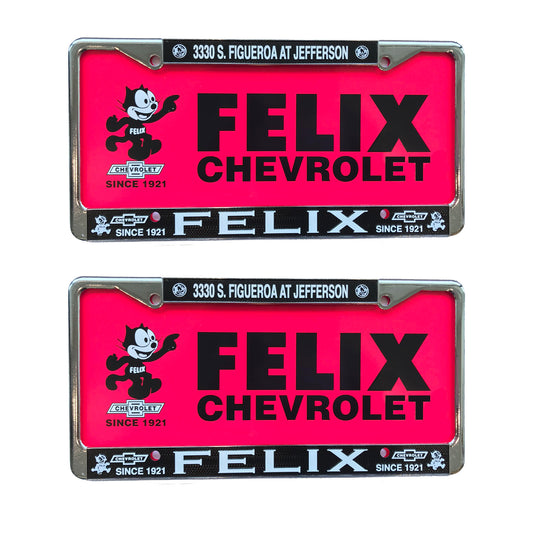 3330 S. FIGUEROA AT JEFFERSON
FELIX
FELIX
CHEVROLET
CHEVROLET
SINCE 1921
CHEVROLET
FELIX
CHEVROLET
SINCE 1921
SINCE 1921
3330 S. FIGUEROA AT JEFFERSON
FELIX
FELIX
CHEVROLET
CHEVROLET
SINCE 1921
CHEVROLET
FELIX
CHEVROLET
SINCE 1921
SINCE 1921